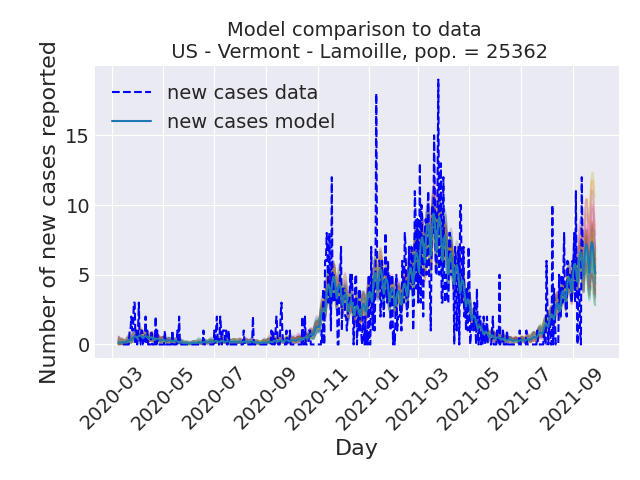 Model comparison to data
US - Vermont - Lamoille, pop. = 25362
Number of new cases reported
new cases data
new cases model
15
10
5
0
2020-03
2020-05
2020-07
2020-09
2020-11
2021-01
2021-03
2021-05
2021-07
2021-09
Day